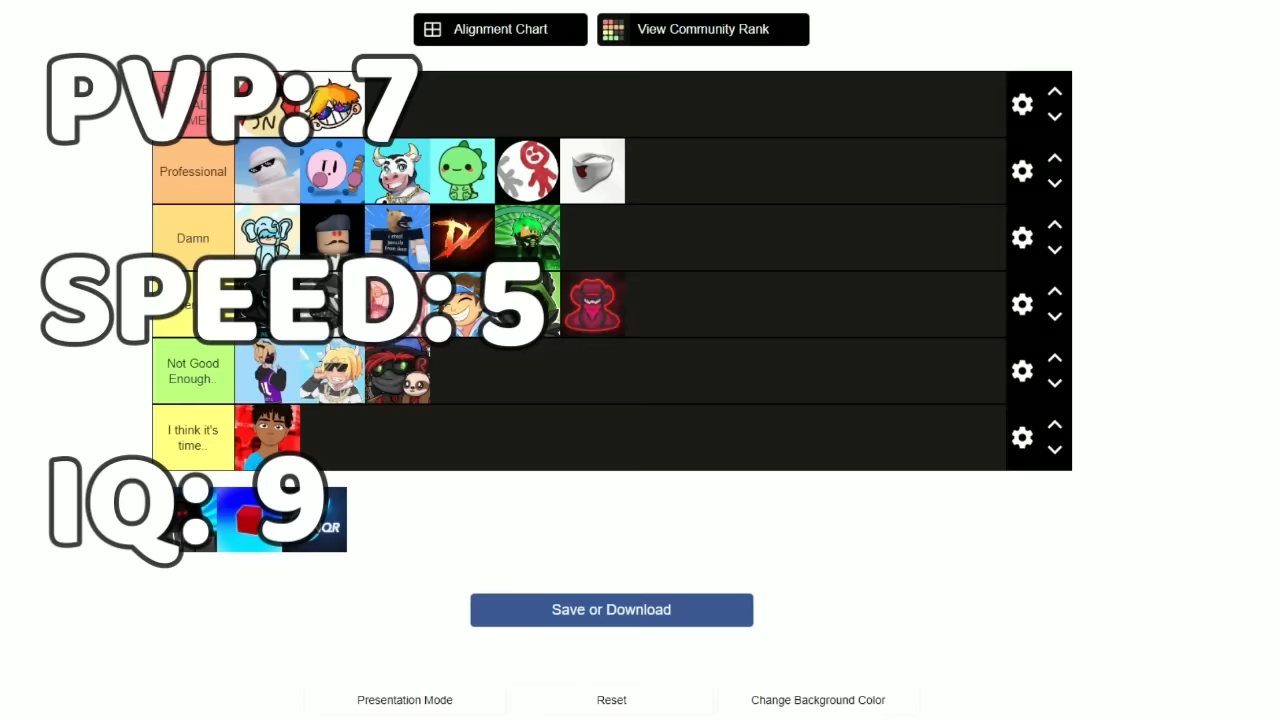 Alignment Chart
View Community Rank
PVP: 7
Professional
Damn
SPEED: 5
Not Good
Enough..
I think it's
time..
IQ: 9
QR
Save or Download
Presentation Mode
Reset
Change Background Color